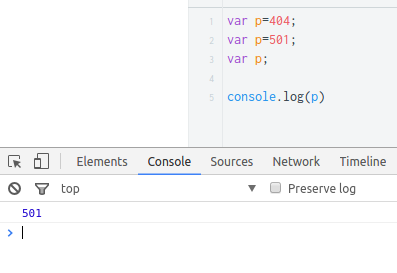 1 var p=404;
2 var p=501;
3 var p;
4
5 console.log(p)
Elements Console Sources Network Timeline
top Preserve log
501
>